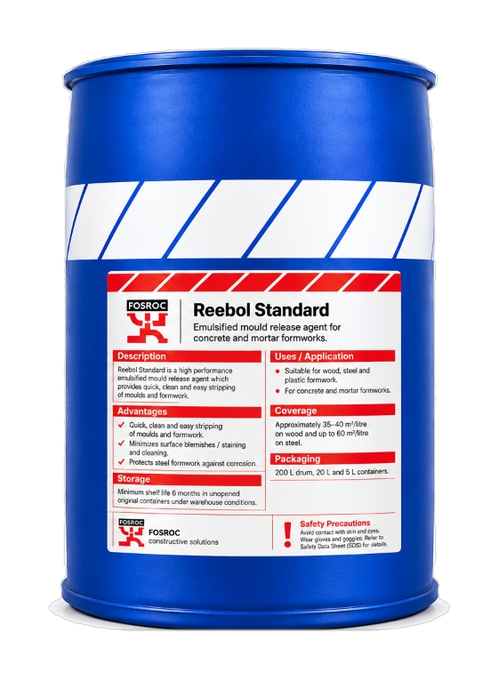 FOSROC
Reebol Standard
Emulsified mould release agent for
concrete and mortar formworks.
Description
Reebol Standard is a high performance
emulsified mould release agent which
provides quick, clean and easy stripping
of moulds and formwork.
Advantages
✓ Quick, clean and easy stripping
of moulds and formwork.
✓ Minimizes surface blemishes / staining
and cleaning.
✓ Protects steel formwork against corrosion.
Storage
Minimum shelf life 6 months in unopened
original containers under warehouse conditions.
Uses / Application
• Suitable for wood, steel and
plastic formwork.
• For concrete and mortar formworks.
Coverage
Approximately 35–40 m²/litre
on wood and up to 60 m²/litre
on steel.
Packaging
200 L drum, 20 L and 5 L containers.
FOSROC
FOSROC
constructive solutions
! Safety Precautions
Avoid contact with skin and eyes.
Wear gloves and goggles. Refer to
Safety Data Sheet (SDS) for details.